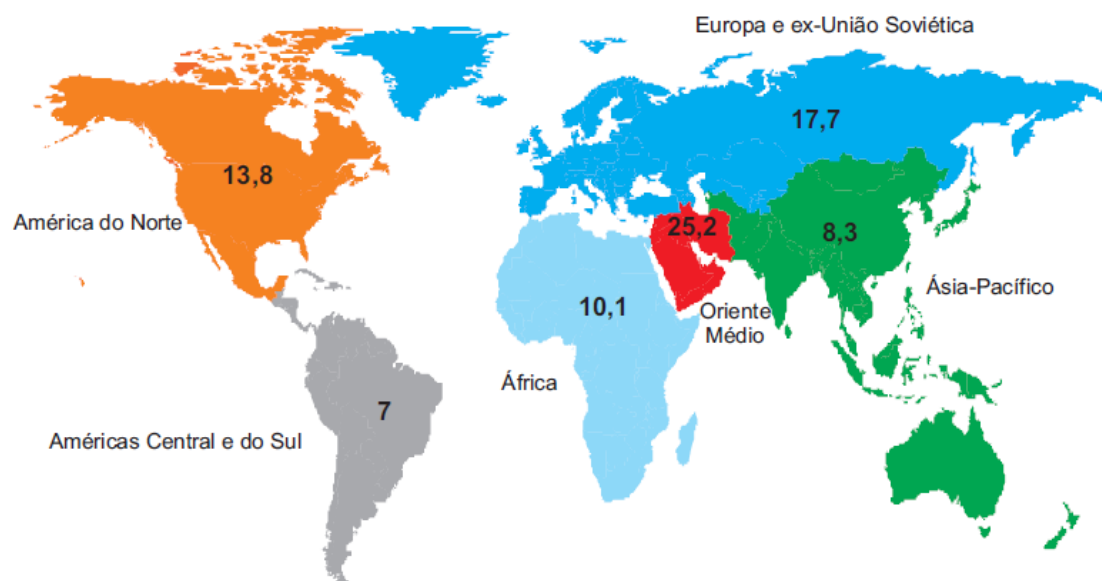 Europa e ex-União Soviética
17,7
13,8
América do Norte
25,2
8,3
Ásia-Pacífico
10,1
Oriente
Médio
África
7
Américas Central e do Sul